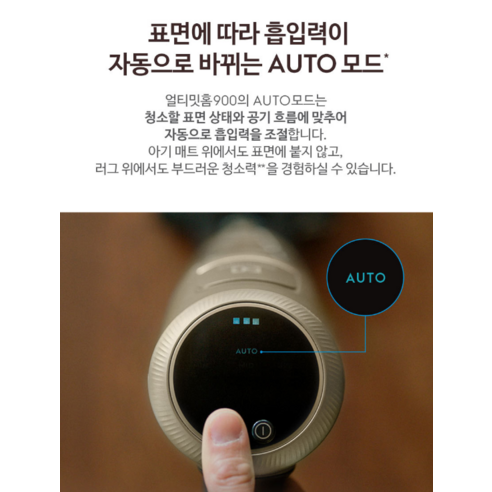 표면에 따라 흡입력이
자동으로 바뀌는 AUTO 모드*
얼티밋홈900의 AUTO모드는
청소할 표면 상태와 공기 흐름에 맞추어
자동으로 흡입력을 조절합니다.
아기 매트 위에서도 표면에 붙지 않고,
러그 위에서도 부드러운 청소력**을 경험하실 수 있습니다.
AUTO
AUTO